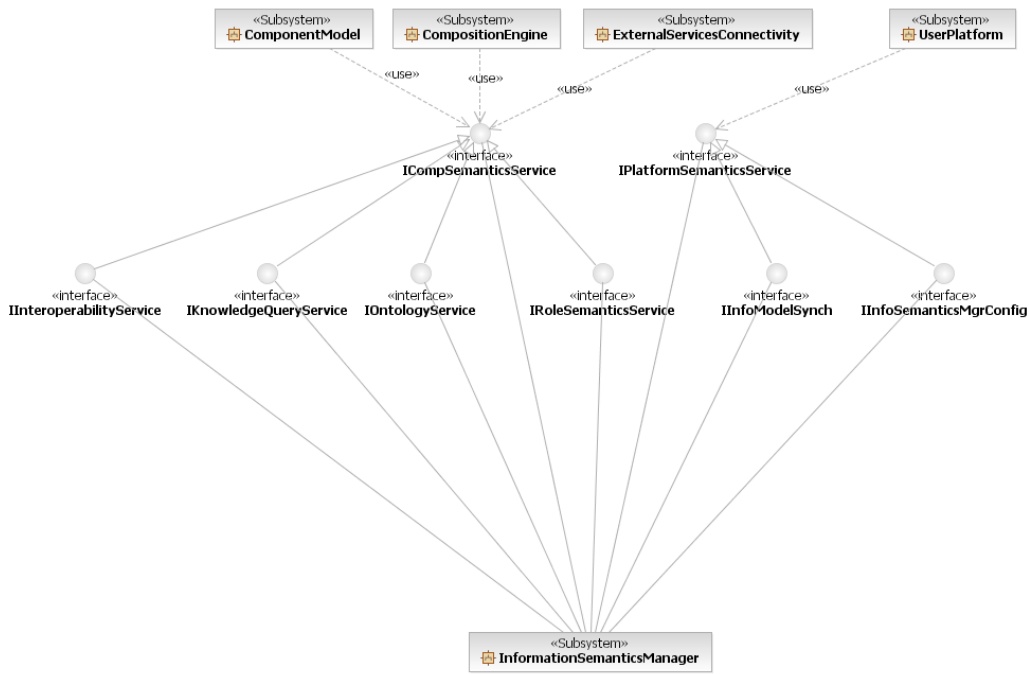 «Subsystem»
ComponentModel
«Subsystem»
CompositionEngine
«Subsystem»
ExternalServicesConnectivity
«Subsystem»
UserPlatform
«use»
«use»
«use»
«use»
«interface»
ICompSemanticsService
«interface»
IPlatformSemanticsService
«interface»
IInteroperabilityService
«interface»
IKnowledgeQueryService
«interface»
IOntologyService
«interface»
IRoleSemanticsService
«interface»
IInfoModelSynch
«interface»
IInfoSemanticsMgrConfig
«Subsystem»
InformationSemanticsManager